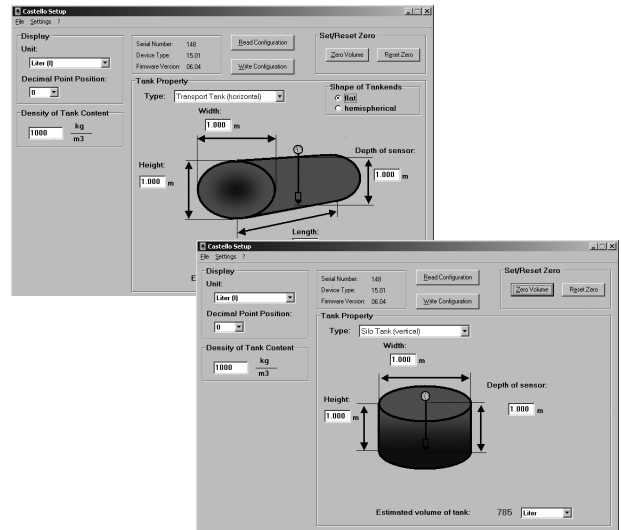 Castello Setup
File Settings ?
Display
Unit:
Liter (l)
Decimal Point Position:
0
Density of Tank Content
1000 kg
m3
Serial Number: 148
Device Type: 15.01
Firmware Version: 06.04
Read Configuration
Write Configuration
Set/Reset Zero
Zero Volume Reset Zero
Tank Property
Type: Transport Tank (horizontal)
Shape of Tankends
flat
hemispherical
Width:
1.000 m
Height:
1.000 m
Depth of sensor:
1.000 m
Length:
E
Castello Setup
File Settings ?
Display
Unit:
Liter (l)
Decimal Point Position:
0
Density of Tank Content
1000 kg
m3
Serial Number: 148
Device Type: 15.01
Firmware Version: 06.04
Read Configuration
Write Configuration
Set/Reset Zero
Zero Volume Reset Zero
Tank Property
Type: Silo Tank (vertical)
Width:
1.000 m
Height:
1.000 m
Depth of sensor:
1.000 m
Estimated volume of tank: 785 Liter